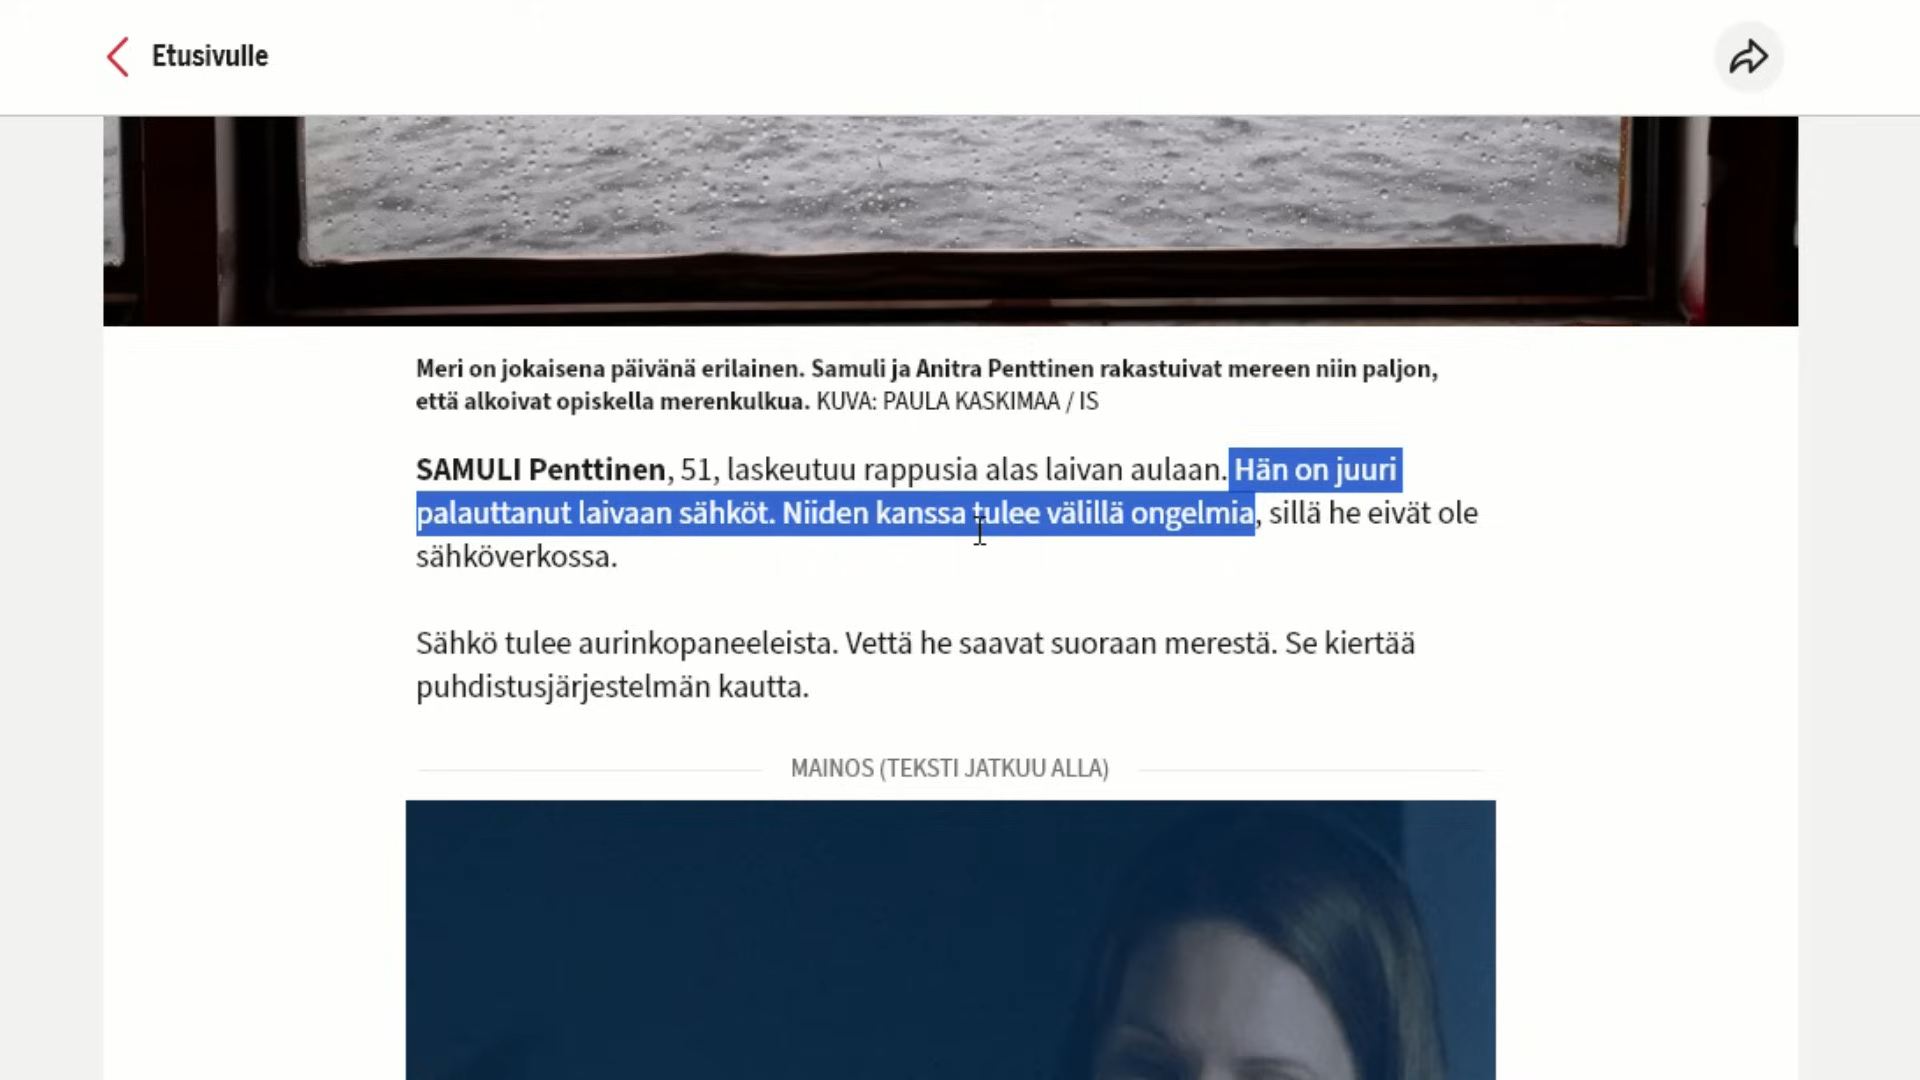 Etusivulle
Meri on jokaisena päivänä erilainen. Samuli ja Anitra Penttinen rakastuivat mereen niin paljon,
että alkoivat opiskella merenkulkua. KUVA: PAULA KASKIMAA / IS
SAMULI Penttinen, 51, laskeutuu rappusia alas laivan aulaan. Hän on juuri
palauttanut laivaan sähköt. Niiden kanssa tulee välillä ongelmia, sillä he eivät ole
sähköverkossa.
Sähkö tulee aurinkopaneeleista. Vettä he saavat suoraan merestä. Se kiertää
puhdistusjärjestelmän kautta.
MAINOS (TEKSTI JATKUU ALLA)